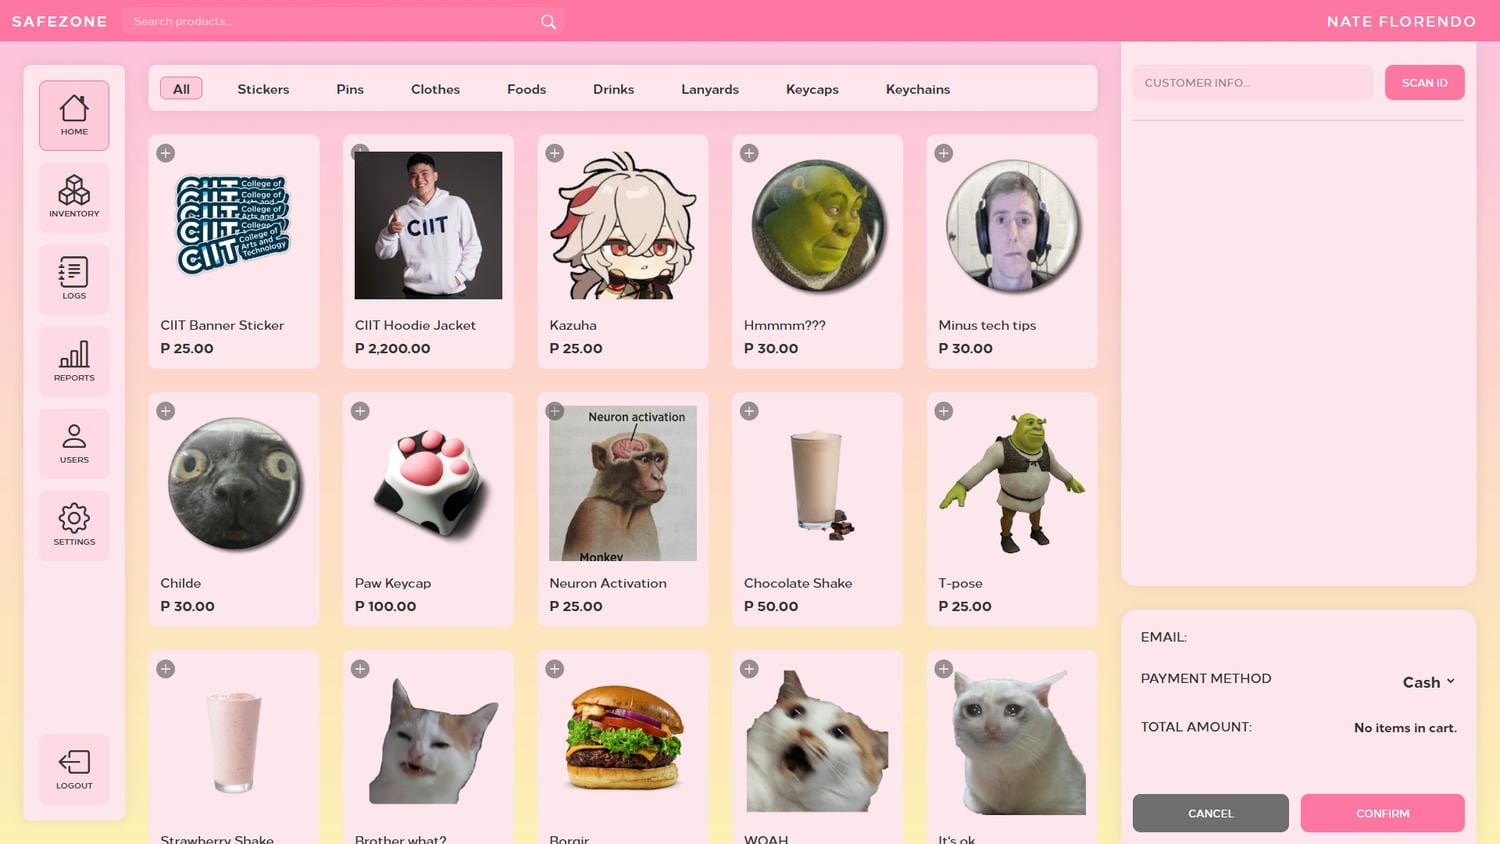 SAFEZONE
Search products...
NATE FLORENDO
HOME
INVENTORY
LOGS
REPORTS
USERS
SETTINGS
LOGOUT
All Stickers Pins Clothes Foods Drinks Lanyards Keycaps Keychains
CIIT College of Arts and Technology
CIIT Banner Sticker
P 25.00
CIIT
CIIT Hoodie Jacket
P 2,200.00
Kazuha
P 25.00
Hmmmm???
P 30.00
Minus tech tips
P 30.00
Childe
P 30.00
Paw Keycap
P 100.00
Neuron activation
Monkey
Neuron Activation
P 25.00
Chocolate Shake
P 50.00
T-pose
P 25.00
Strawberry Shake
Brother what?
Borgir
WOAH
It's ok
CUSTOMER INFO...
SCAN ID
EMAIL:
PAYMENT METHOD
Cash
TOTAL AMOUNT:
No items in cart.
CANCEL
CONFIRM